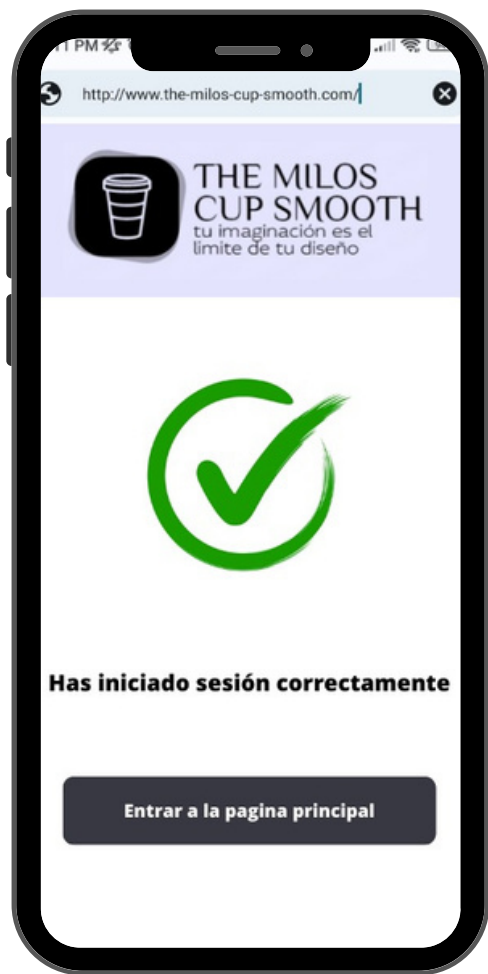 PM
http://www.the-milos-cup-smooth.com/
THE MILOS
CUP SMOOTH
tu imaginación es el
limite de tu diseño
Has iniciado sesión correctamente
Entrar a la pagina principal